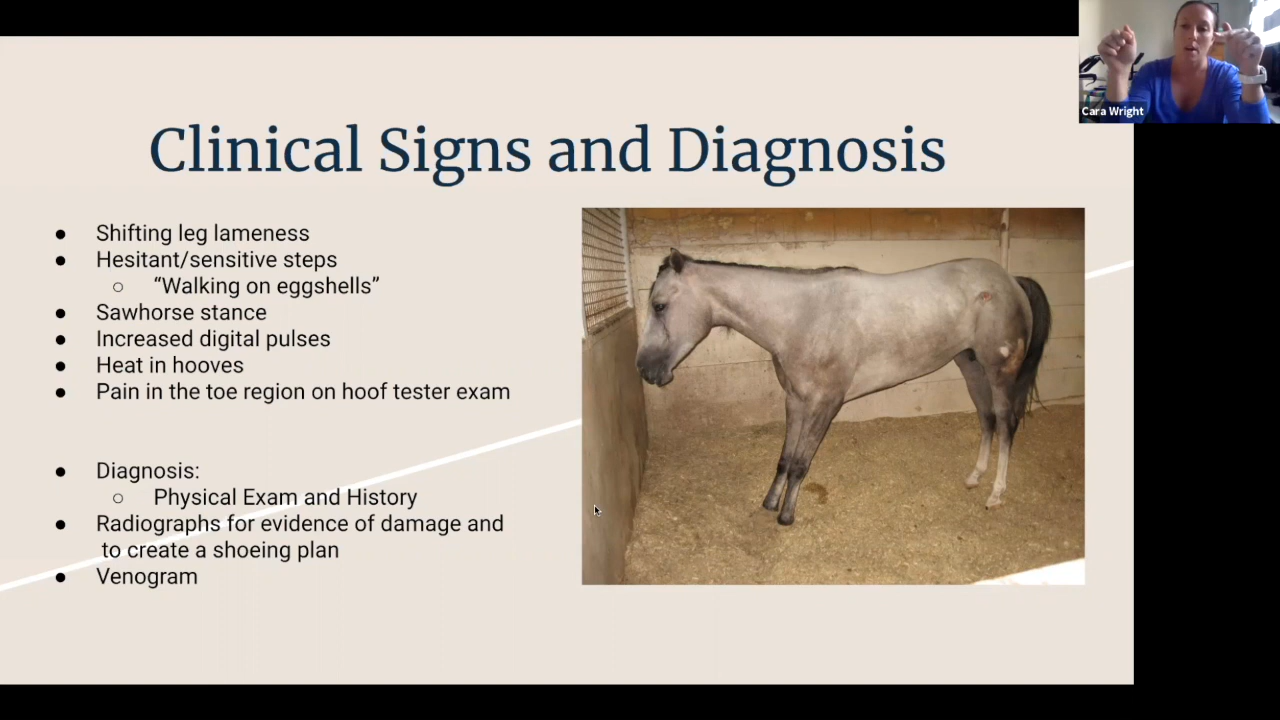 Cara Wright
Clinical Signs and Diagnosis
● Shifting leg lameness
● Hesitant/sensitive steps
○ “Walking on eggshells”
● Sawhorse stance
● Increased digital pulses
● Heat in hooves
● Pain in the toe region on hoof tester exam
● Diagnosis:
○ Physical Exam and History
● Radiographs for evidence of damage and
to create a shoeing plan
● Venogram